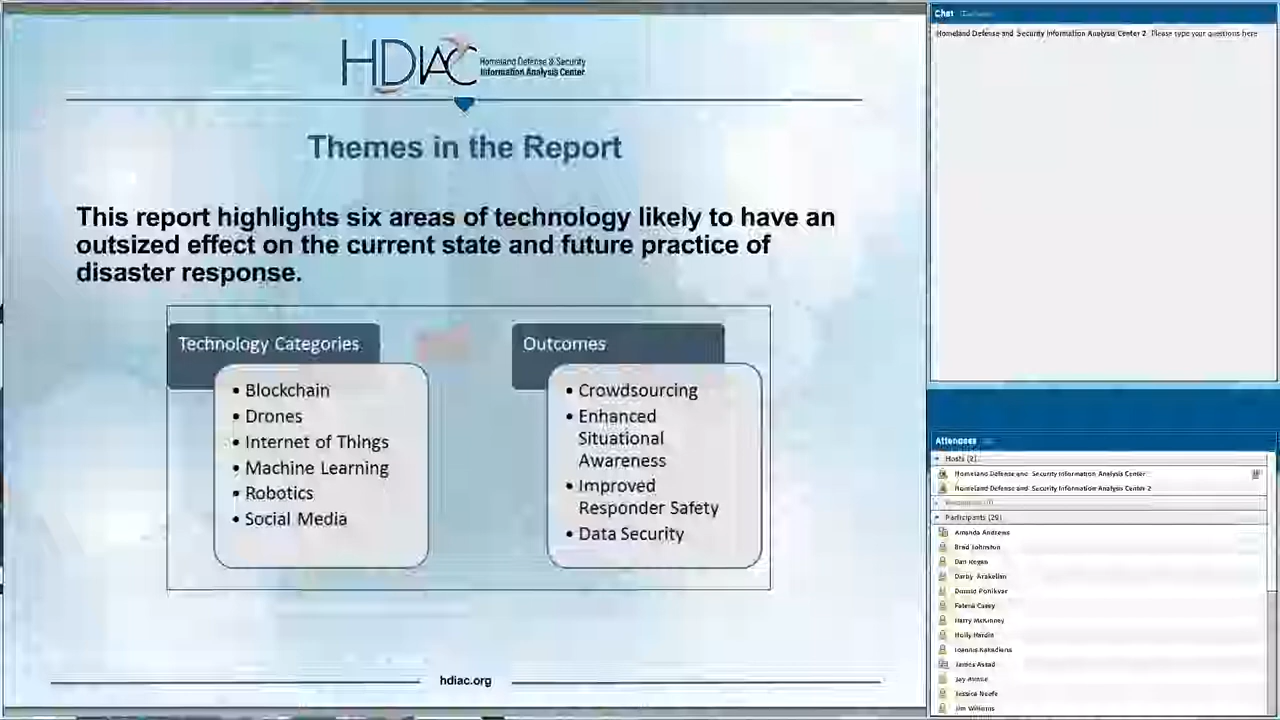 HDIAC
Homeland Defense & Security
Information Analysis Center
Themes in the Report
This report highlights six areas of technology likely to have an
outsized effect on the current state and future practice of
disaster response.
Technology Categories
• Blockchain
• Drones
• Internet of Things
• Machine Learning
• Robotics
• Social Media
Outcomes
• Crowdsourcing
• Enhanced
Situational
Awareness
• Improved
Responder Safety
• Data Security
hdiac.org
Chat
Homeland Defense and Security Information Analysis Center 2 Please type your questions here
Attendees
Hosts (2)
Homeland Defense and Security Information Analysis Center
Homeland Defense and Security Information Analysis Center 2
Participants (29)
Amanda Andrews
Brad Johnston
Dan Rogan
Darby Arakelian
Donald Ponikvar
Harry McKinney
Holly Hardin
Jessica
Jim Williams